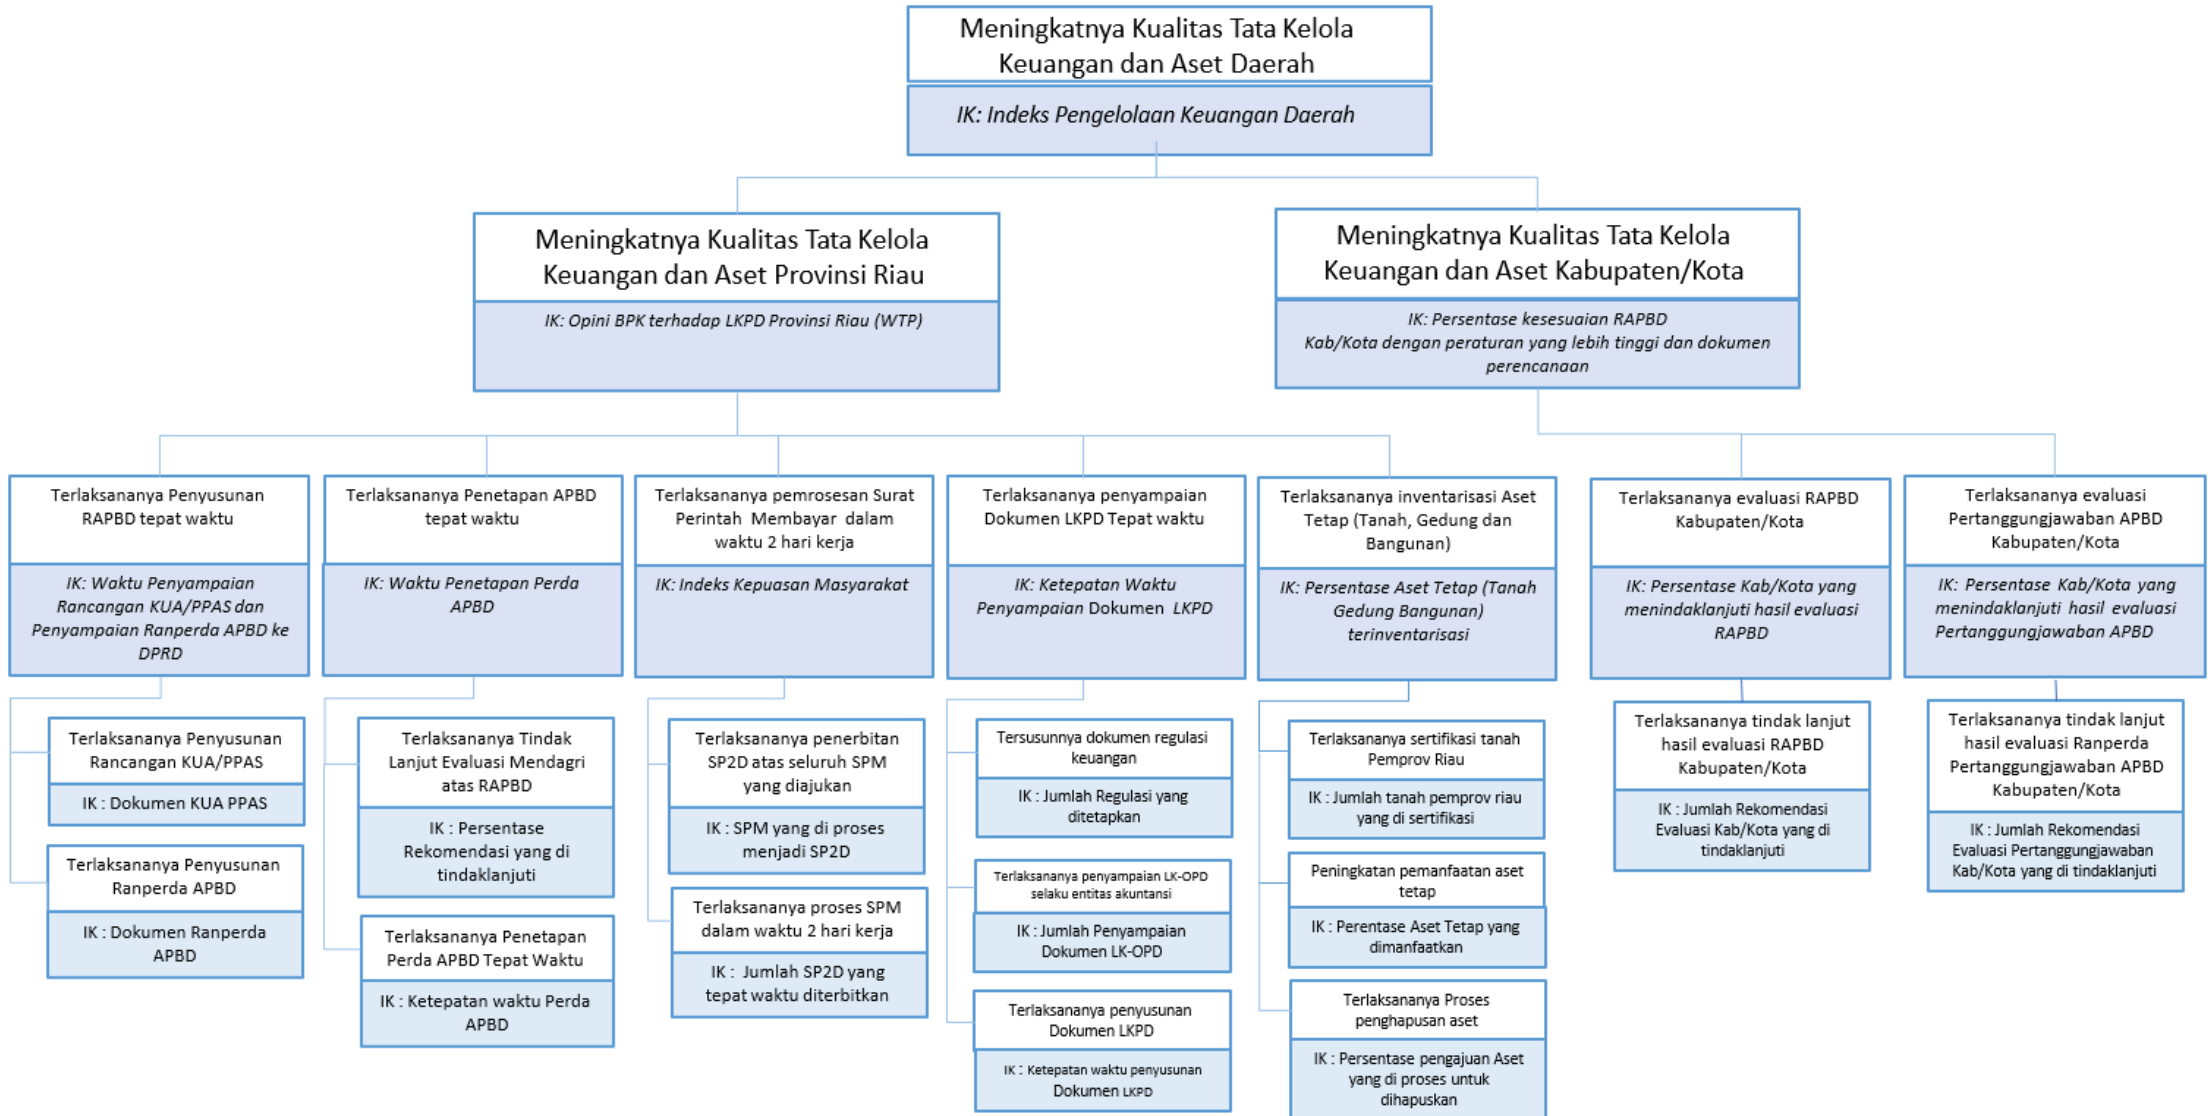 Meningkatnya Kualitas Tata Kelola
Keuangan dan Aset Daerah
IK: Indeks Pengelolaan Keuangan Daerah
Meningkatnya Kualitas Tata Kelola
Keuangan dan Aset Provinsi Riau
IK: Opini BPK terhadap LKPD Provinsi Riau (WTP)
Meningkatnya Kualitas Tata Kelola
Keuangan dan Aset Kabupaten/Kota
IK: Persentase kesesuaian RAPBD
Kab/Kota dengan peraturan yang lebih tinggi dan dokumen
perencanaan
Terlaksananya Penyusunan
RAPBD tepat waktu
IK: Waktu Penyampaian
Rancangan KUA/PPAS dan
Penyampaian Ranperda APBD ke
DPRD
Terlaksananya Penyusunan
Rancangan KUA/PPAS
IK : Dokumen KUA PPAS
Terlaksananya Penyusunan
Ranperda APBD
IK : Dokumen Ranperda
APBD
Terlaksananya Penetapan APBD
tepat waktu
IK: Waktu Penetapan Perda
APBD
Terlaksananya Tindak
Lanjut Evaluasi Mendagri
atas RAPBD
IK : Persentase
Rekomendasi yang di
tindaklanjuti
Terlaksananya Penetapan
Perda APBD Tepat Waktu
IK : Ketepatan waktu Perda
APBD
Terlaksananya pemrosesan Surat
Perintah Membayar dalam
waktu 2 hari kerja
IK: Indeks Kepuasan Masyarakat
Terlaksananya penerbitan
SP2D atas seluruh SPM
yang diajukan
IK : SPM yang di proses
menjadi SP2D
Terlaksananya proses SPM
dalam waktu 2 hari kerja
IK : Jumlah SP2D yang
tepat waktu diterbitkan
Terlaksananya penyampaian
Dokumen LKPD Tepat waktu
IK: Ketepatan Waktu
Penyampaian Dokumen LKPD
Tersusunnya dokumen regulasi
keuangan
IK : Jumlah Regulasi yang
ditetapkan
Terlaksananya penyampaian LK-OPD
selaku entitas akuntansi
IK : Jumlah Penyampaian
Dokumen LK-OPD
Terlaksananya penyusunan
Dokumen LKPD
IK : Ketepatan waktu penyusunan
Dokumen LKPD
Terlaksananya inventarisasi Aset
Tetap (Tanah, Gedung dan
Bangunan)
IK: Persentase Aset Tetap (Tanah
Gedung Bangunan)
terinventarisasi
Terlaksananya sertifikasi tanah
Pemprov Riau
IK : Jumlah tanah pemprov riau
yang di sertifikasi
Peningkatan pemanfaatan aset
tetap
IK : Perentase Aset Tetap yang
dimanfaatkan
Terlaksananya Proses
penghapusan aset
IK : Persentase pengajuan Aset
yang di proses untuk
dihapuskan
Terlaksananya evaluasi RAPBD
Kabupaten/Kota
IK: Persentase Kab/Kota yang
menindaklanjuti hasil evaluasi
RAPBD
Terlaksananya tindak lanjut
hasil evaluasi RAPBD
Kabupaten/Kota
IK : Jumlah Rekomendasi
Evaluasi Kab/Kota yang di
tindaklanjuti
Terlaksananya evaluasi
Pertanggungjawaban APBD
Kabupaten/Kota
IK: Persentase Kab/Kota yang
menindaklanjuti hasil evaluasi
Pertanggungjawaban APBD
Terlaksananya tindak lanjut
hasil evaluasi Ranperda
Pertanggungjawaban APBD
Kabupaten/Kota
IK : Jumlah Rekomendasi
Evaluasi Pertanggungjawaban
Kab/Kota yang di tindaklanjuti